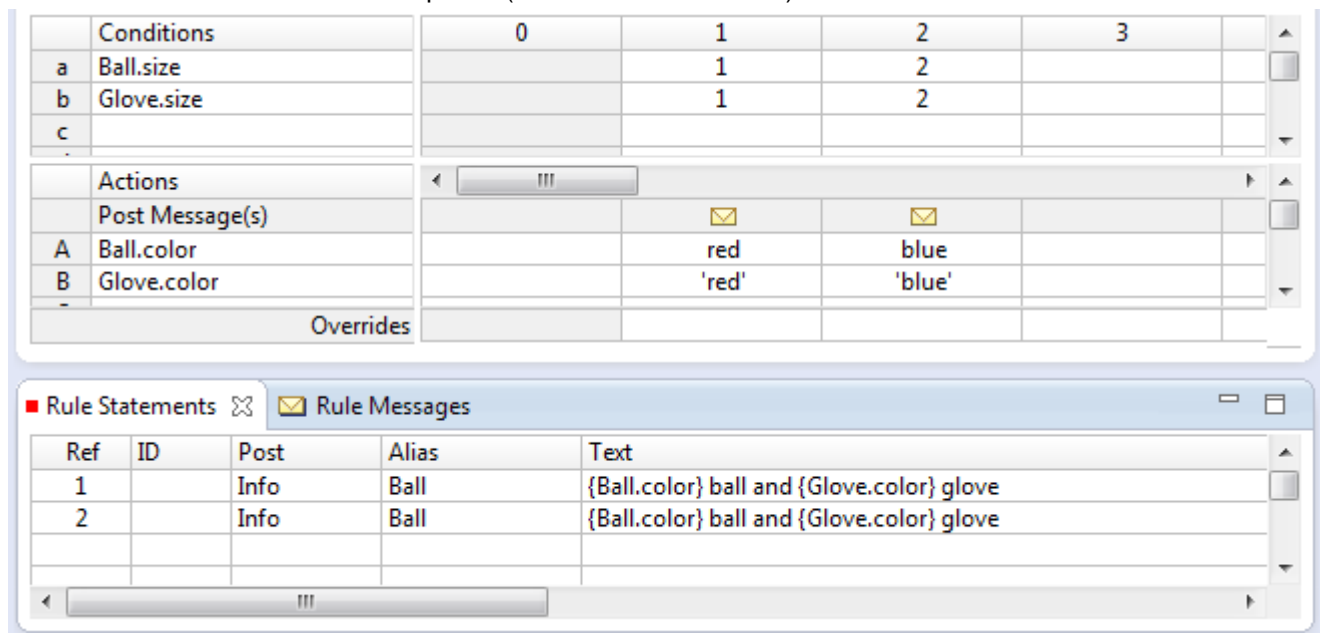 Conditions 0 1 2 3
a Ball.size 1 2
b Glove.size 1 2
c
Actions
Post Message(s)
A Ball.color red blue
B Glove.color 'red' 'blue'
Overrides
Rule Statements Rule Messages
Ref ID Post Alias Text
1 Info Ball {Ball.color} ball and {Glove.color} glove
2 Info Ball {Ball.color} ball and {Glove.color} glove